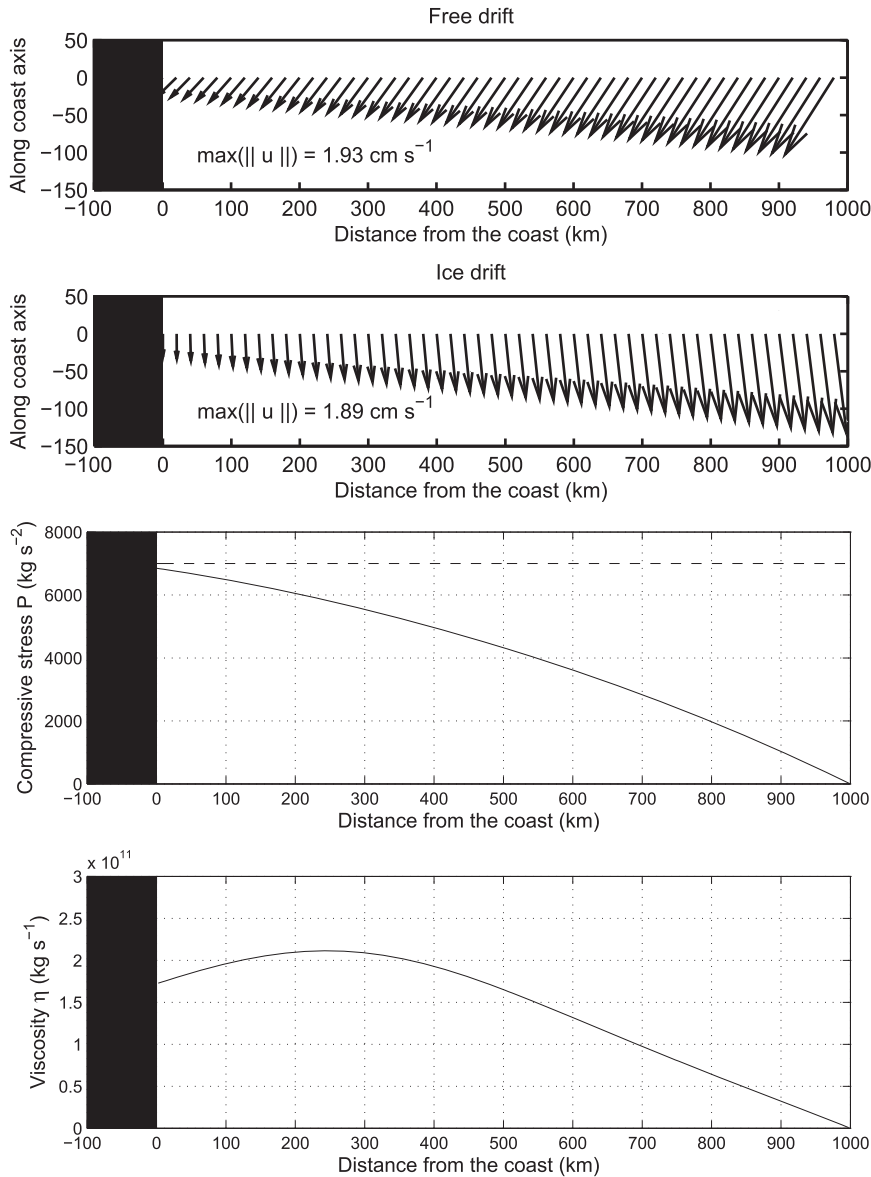 Free drift
Along coast axis
50
0
−50
−100
−150
max(|| u ||) = 1.93 cm s−1
−100 0 100 200 300 400 500 600 700 800 900 1000
Distance from the coast (km)
Ice drift
Along coast axis
50
0
−50
−100
−150
max(|| u ||) = 1.89 cm s−1
−100 0 100 200 300 400 500 600 700 800 900 1000
Distance from the coast (km)
Compressive stress P (kg s−2)
8000
6000
4000
2000
0
−100 0 100 200 300 400 500 600 700 800 900 1000
Distance from the coast (km)
x 10^11
Viscosity η (kg s−1)
3
2.5
2
1.5
1
0.5
0
−100 0 100 200 300 400 500 600 700 800 900 1000
Distance from the coast (km)